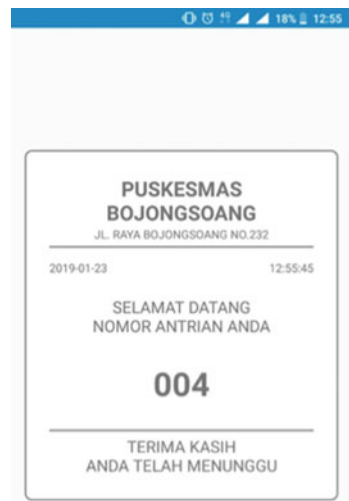 4G 18% 12:55
PUSKESMAS
BOJONGSOANG
JL. RAYA BOJONGSOANG NO.232
2019-01-23 12:55:45
SELAMAT DATANG
NOMOR ANTRIAN ANDA
004
TERIMA KASIH
ANDA TELAH MENUNGGU